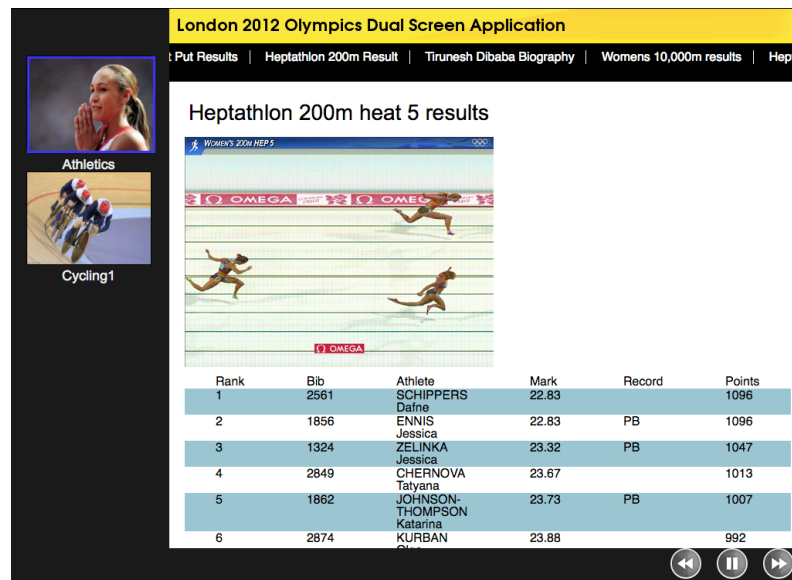 London 2012 Olympics Dual Screen Application
t Put Results | Heptathlon 200m Result | Tirunesh Dibaba Biography | Womens 10,000m results | Hep
Athletics
Cycling1
Heptathlon 200m heat 5 results
WOMEN'S 200M HEP 5
Ω OMEGA Ω OMEG
Ω OMEGA
Rank Bib Athlete Mark Record Points
1 2561 SCHIPPERS 22.83 1096
Dafne
2 1856 ENNIS 22.83 PB 1096
Jessica
3 1324 ZELINKA 23.32 PB 1047
Jessica
4 2849 CHERNOVA 23.67 1013
Tatyana
5 1862 JOHNSON- 23.73 PB 1007
THOMPSON
Katarina
6 2874 KURBAN 23.88 992